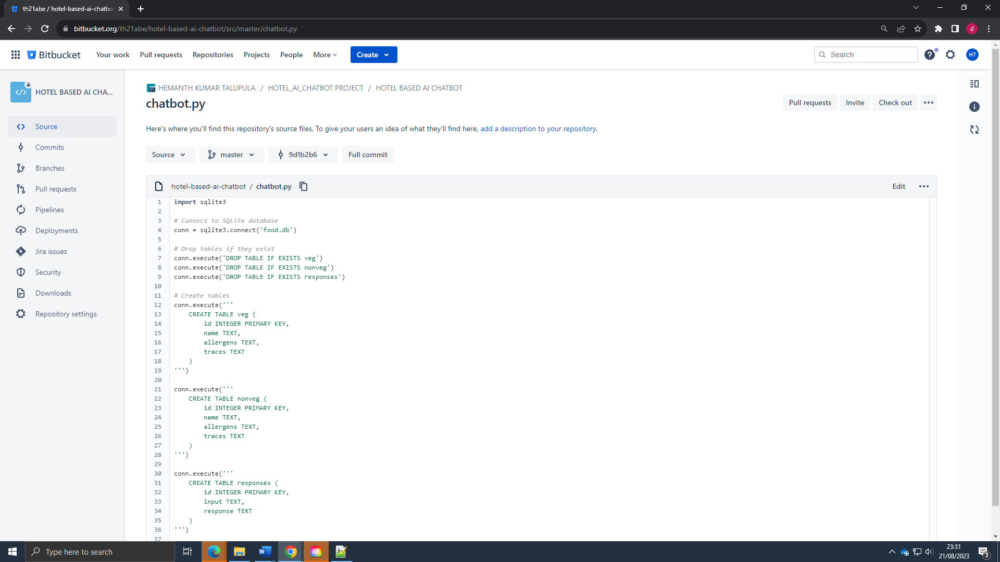 th21abe / hotel-based-ai-chatbo
bitbucket.org/th21abe/hotel-based-ai-chatbot/src/master/chatbot.py
d
Bitbucket
Your work
Pull requests
Repositories
Projects
People
More
Create
Search
HT
HOTEL BASED AI CHA...
Source
Commits
Branches
Pull requests
Pipelines
Deployments
Jira issues
Security
Downloads
Repository settings
HEMANTH KUMAR TALUPULA / HOTEL_AI_CHATBOT PROJECT / HOTEL BASED AI CHATBOT
chatbot.py
Pull requests
Invite
Check out
Here's where you'll find this repository's source files. To give your users an idea of what they'll find here, add a description to your repository.
Source
master
9d1b2b6
Full commit
hotel-based-ai-chatbot / chatbot.py
Edit
1 import sqlite3
2
3 # Connect to SQLite database
4 conn = sqlite3.connect('food.db')
5
6 # Drop tables if they exist
7 conn.execute('DROP TABLE IF EXISTS veg')
8 conn.execute('DROP TABLE IF EXISTS nonveg')
9 conn.execute('DROP TABLE IF EXISTS responses')
10
11 # Create tables
12 conn.execute('''
13 CREATE TABLE veg (
14 id INTEGER PRIMARY KEY,
15 name TEXT,
16 allergens TEXT,
17 traces TEXT
18 )
19 ''')
20
21 conn.execute('''
22 CREATE TABLE nonveg (
23 id INTEGER PRIMARY KEY,
24 name TEXT,
25 allergens TEXT,
26 traces TEXT
27 )
28 ''')
29
30 conn.execute('''
31 CREATE TABLE responses (
32 id INTEGER PRIMARY KEY,
33 input TEXT,
34 response TEXT
35 )
36 ''')
37
Type here to search
23:31
21/08/2023
3